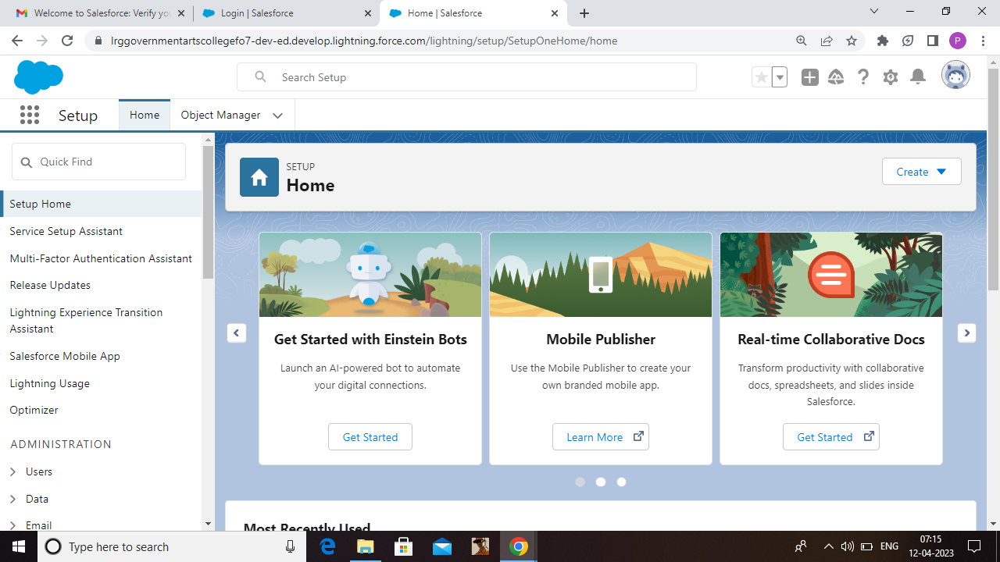 Welcome to Salesforce: Verify yo
Login | Salesforce
Home | Salesforce
lrggovernmentartscollegefo7-dev-ed.develop.lightning.force.com/lightning/setup/SetupOneHome/home
P
Search Setup
Setup
Home
Object Manager
Quick Find
Setup Home
Service Setup Assistant
Multi-Factor Authentication Assistant
Release Updates
Lightning Experience Transition
Assistant
Salesforce Mobile App
Lightning Usage
Optimizer
ADMINISTRATION
Users
Data
Email
SETUP
Home
Create
Get Started with Einstein Bots
Launch an AI-powered bot to automate
your digital connections.
Get Started
Mobile Publisher
Use the Mobile Publisher to create your
own branded mobile app.
Learn More
Real-time Collaborative Docs
Transform productivity with collaborative
docs, spreadsheets, and slides inside
Salesforce.
Get Started
Most Recently Used
Type here to search
ENG
07:15
12-04-2023